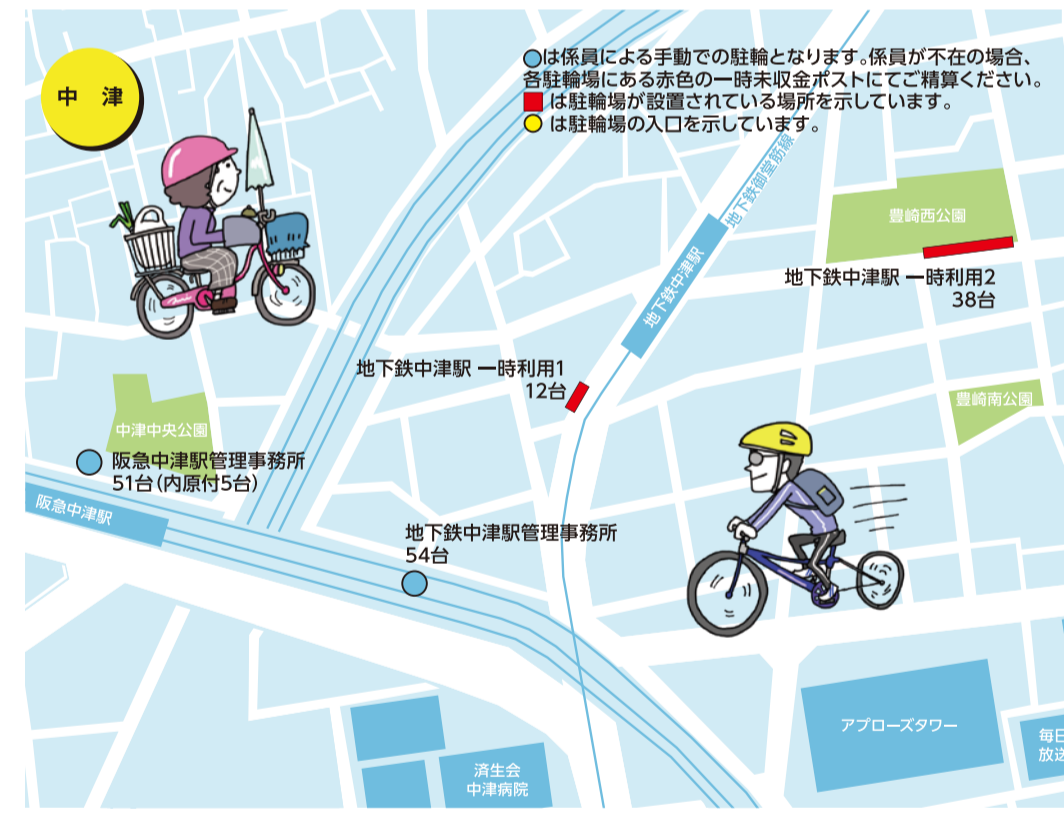 中 津
●は係員による手動での駐輪となります。係員が不在の場合、
各駐輪場にある赤色の一時未収金ポストにてご精算ください。
■ は駐輪場が設置されている場所を示しています。
● は駐輪場の入口を示しています。
地下鉄御堂筋線
豊崎西公園
地下鉄中津駅
地下鉄中津駅 一時利用2
38台
地下鉄中津駅 一時利用1
12台
豊崎南公園
中津中央公園
阪急中津駅管理事務所
51台(内原付5台)
阪急中津駅
地下鉄中津駅管理事務所
54台
アプローズタワー
毎日
放送
済生会
中津病院